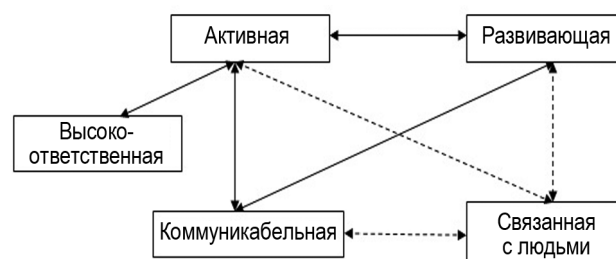 Активная
Развивающая
Высоко-
ответственная
Коммуникабельная
Связанная
с людьми